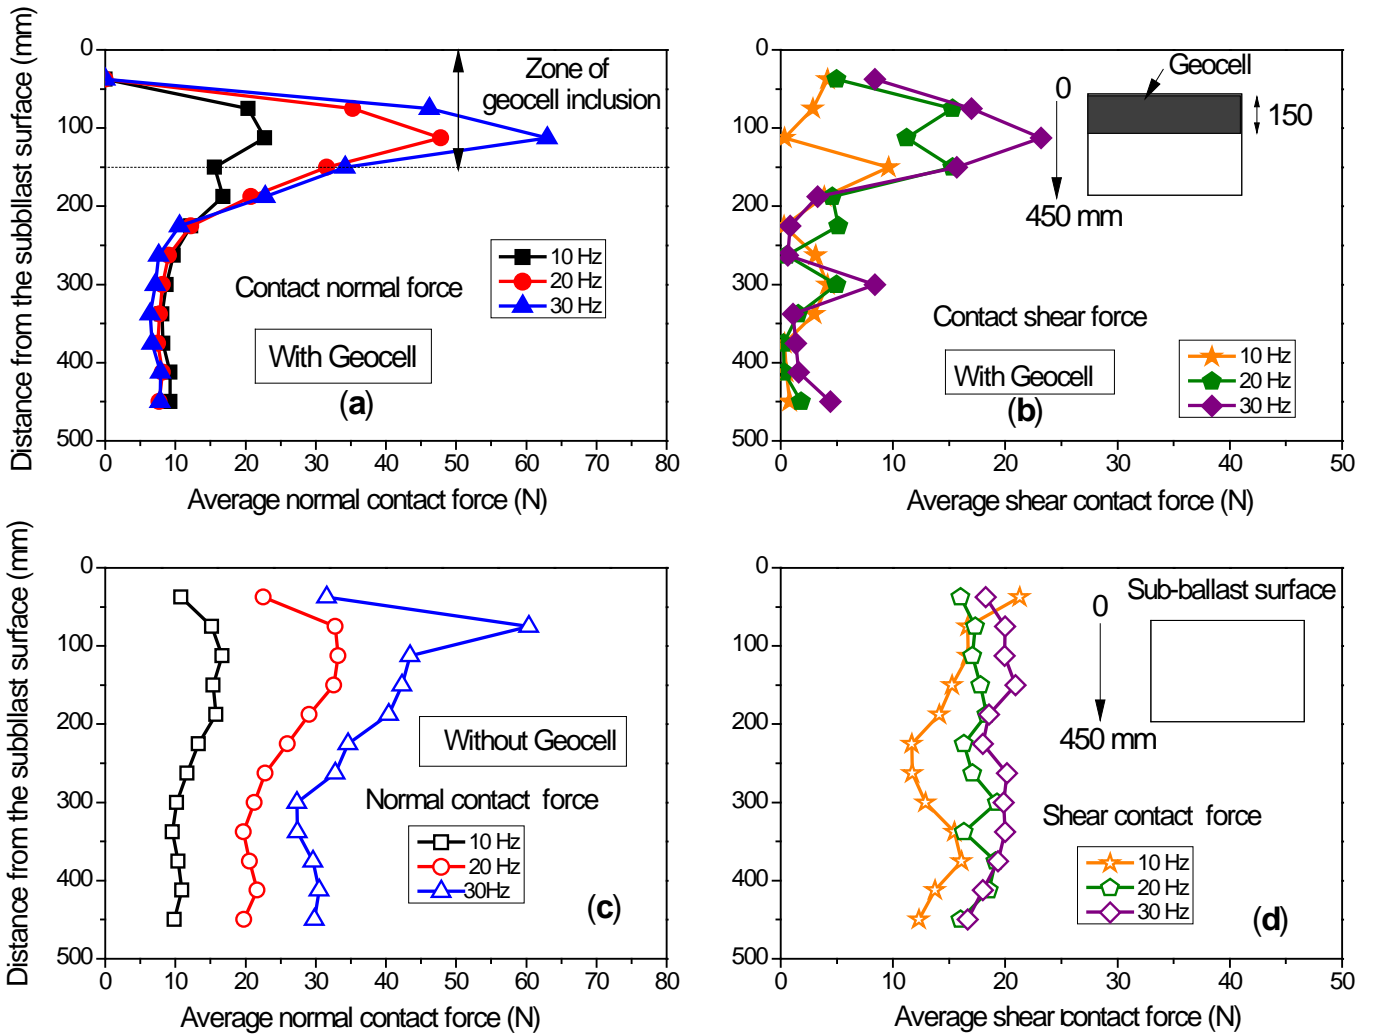 Distance from the subbllast surface (mm)
0
100
200
300
400
500
Zone of
geocell inclusion
10 Hz
20 Hz
30 Hz
Contact normal force
With Geocell
(a)
0 10 20 30 40 50 60 70 80
Average normal contact force (N)
0
100
200
300
400
500
Geocell
0
150
450 mm
Contact shear force
With Geocell
10 Hz
20 Hz
30 Hz
(b)
0 10 20 30 40 50
Average shear contact force (N)
Distance from the subbllast surface (mm)
0
100
200
300
400
500
Without Geocell
Normal contact force
10 Hz
20 Hz
30Hz
(c)
0 10 20 30 40 50 60 70 80
Average normal contact force (N)
0
100
200
300
400
500
Sub-ballast surface
0
450 mm
Shear contact force
10 Hz
20 Hz
30 Hz
(d)
0 10 20 30 40 50
Average shear contact force (N)